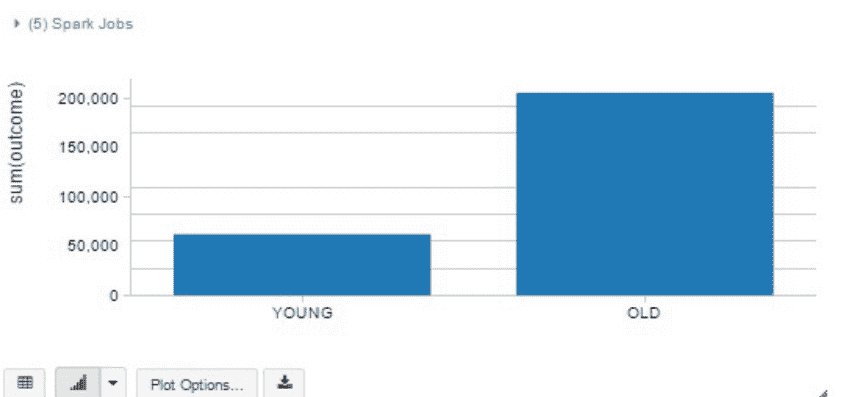 (5) Spark Jobs
sum(outcome)
200,000
150,000
100,000
50,000
0
YOUNG OLD
Plot Options...